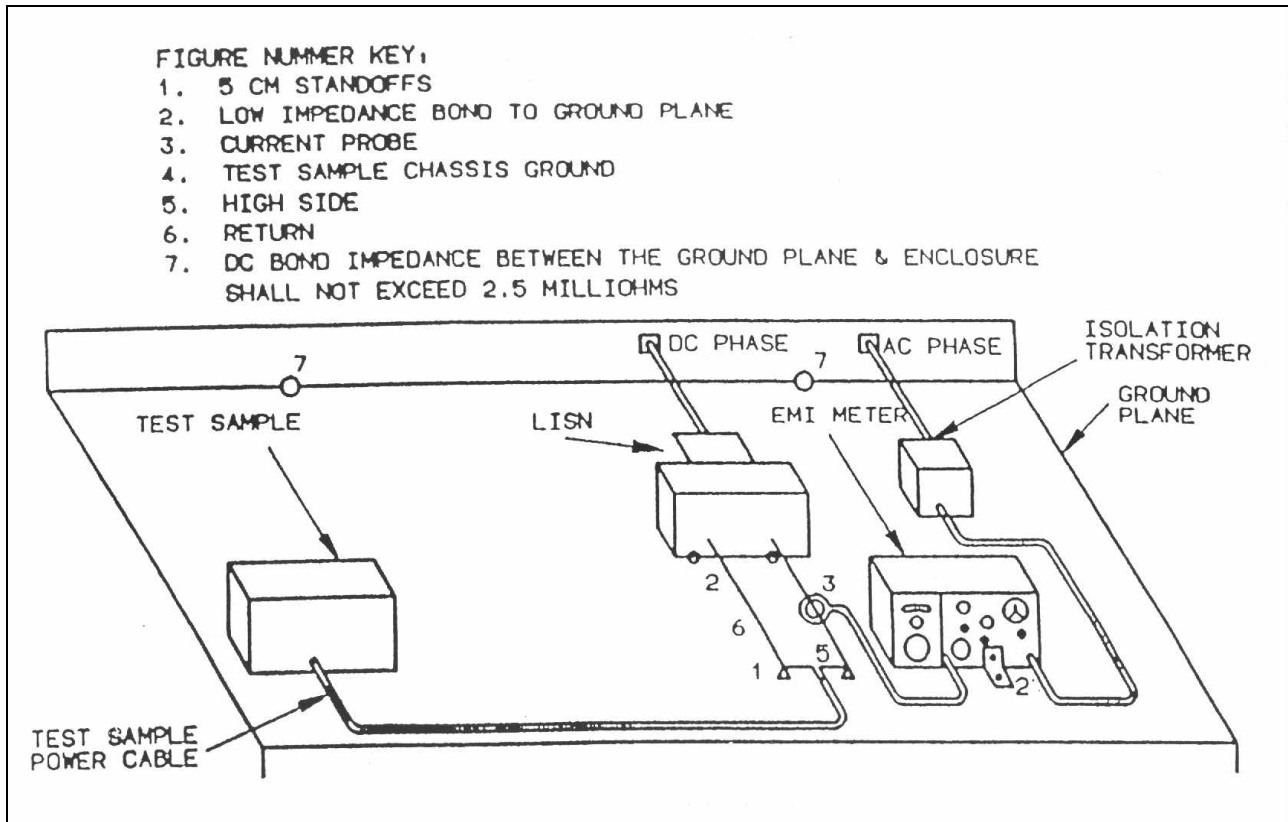 FIGURE NUMMER KEY:
1. 5 CM STANDOFFS
2. LOW IMPEDANCE BOND TO GROUND PLANE
3. CURRENT PROBE
4. TEST SAMPLE CHASSIS GROUND
5. HIGH SIDE
6. RETURN
7. DC BOND IMPEDANCE BETWEEN THE GROUND PLANE & ENCLOSURE
SHALL NOT EXCEED 2.5 MILLIOHMS
7
DC PHASE
7
AC PHASE
ISOLATION
TRANSFORMER
TEST SAMPLE
LISN
EMI METER
GROUND
PLANE
2
3
6
1
5
2
TEST SAMPLE
POWER CABLE